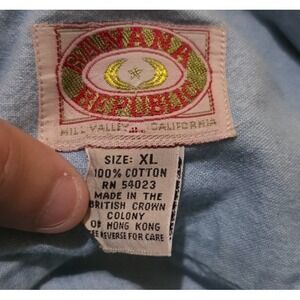 BANANA
REPUBLIC
MILL VALLEY CALIFORNIA
SIZE: XL
100% COTTON
RN 54023
MADE IN THE
BRITISH CROWN
COLONY
OF HONG KONG
SEE REVERSE FOR CARE